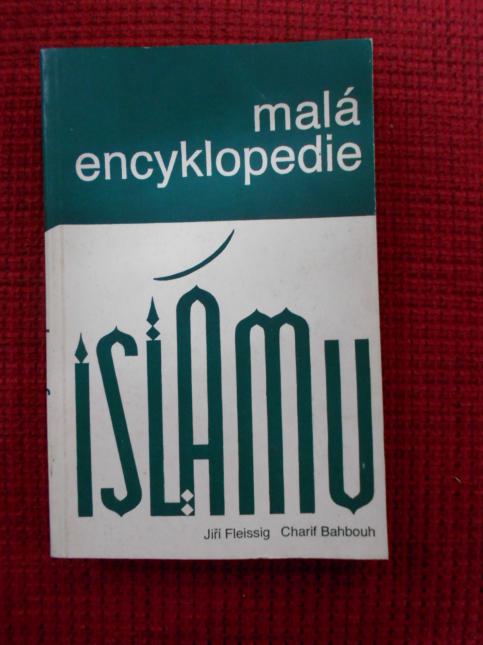 malá
encyklopedie
ISLÁMU
Jiří Fleissig Charif Bahbouh